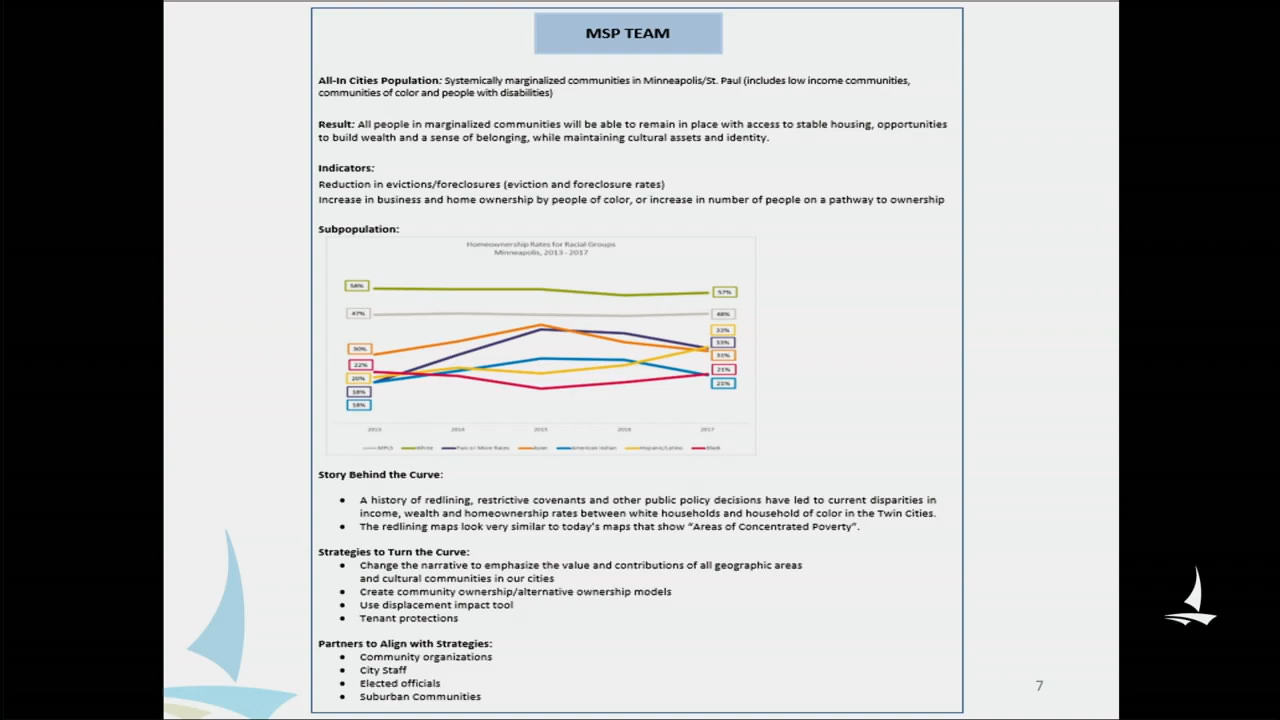 MSP TEAM
All-In Cities Population: Systemically marginalized communities in Minneapolis/St. Paul (includes low income communities,
communities of color and people with disabilities)
Result: All people in marginalized communities will be able to remain in place with access to stable housing, opportunities
to build wealth and a sense of belonging, while maintaining cultural assets and identity.
Indicators:
Reduction in evictions/foreclosures (eviction and foreclosure rates)
Increase in business and home ownership by people of color, or increase in number of people on a pathway to ownership
Subpopulation:
Homeownership Rates for Racial Groups
Minneapolis, 2013 - 2017
58%
57%
47%
48%
30%
22%
20%
18%
18%
33%
31%
21%
21%
2013 2014 2015 2016 2017
MPLS White Two or More Races Asian American Indian Hispanic/Latino Black
Story Behind the Curve:
• A history of redlining, restrictive covenants and other public policy decisions have led to current disparities in
income, wealth and homeownership rates between white households and household of color in the Twin Cities.
• The redlining maps look very similar to today's maps that show “Areas of Concentrated Poverty”.
Strategies to Turn the Curve:
• Change the narrative to emphasize the value and contributions of all geographic areas
and cultural communities in our cities
• Create community ownership/alternative ownership models
• Use displacement impact tool
• Tenant protections
Partners to Align with Strategies:
• Community organizations
• City Staff
• Elected officials
• Suburban Communities
7